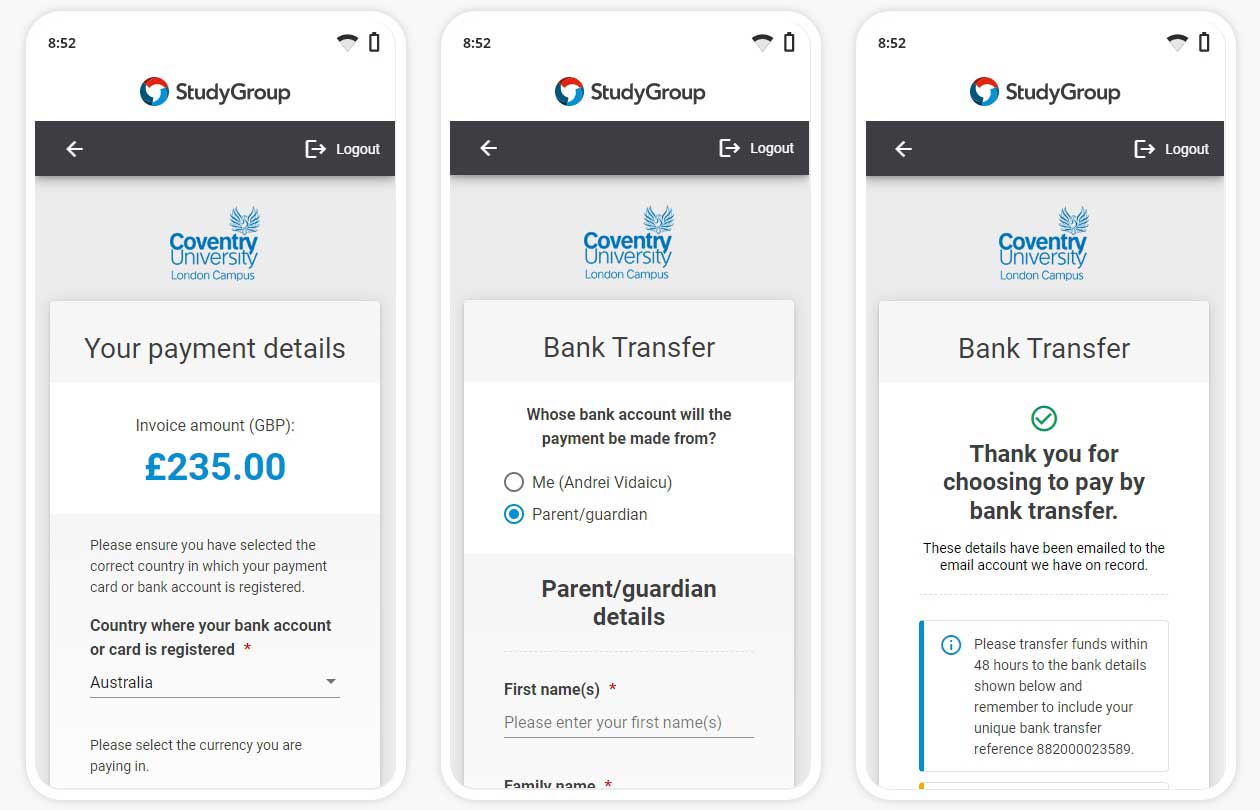 8:52
StudyGroup
Logout
Coventry
University
London Campus
Your payment details
Invoice amount (GBP):
£235.00
Please ensure you have selected the
correct country in which your payment
card or bank account is registered.
Country where your bank account
or card is registered *
Australia
Please select the currency you are
paying in.
8:52
StudyGroup
Logout
Coventry
University
London Campus
Bank Transfer
Whose bank account will the
payment be made from?
Me (Andrei Vidaicu)
Parent/guardian
Parent/guardian
details
First name(s) *
Please enter your first name(s)
Family name *
8:52
StudyGroup
Logout
Coventry
University
London Campus
Bank Transfer
Thank you for
choosing to pay by
bank transfer.
These details have been emailed to the
email account we have on record.
Please transfer funds within
48 hours to the bank details
shown below and
remember to include your
unique bank transfer
reference 882000023589.